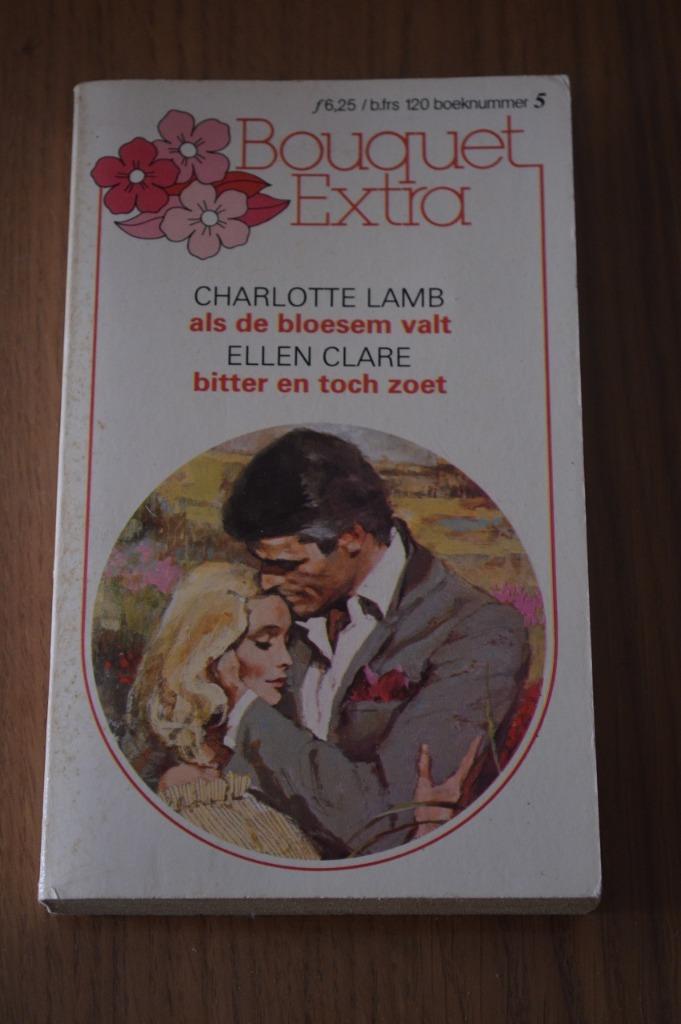 ƒ6,25 / b.frs 120 boeknummer 5
Bouquet
Extra
CHARLOTTE LAMB
als de bloesem valt
ELLEN CLARE
bitter en toch zoet